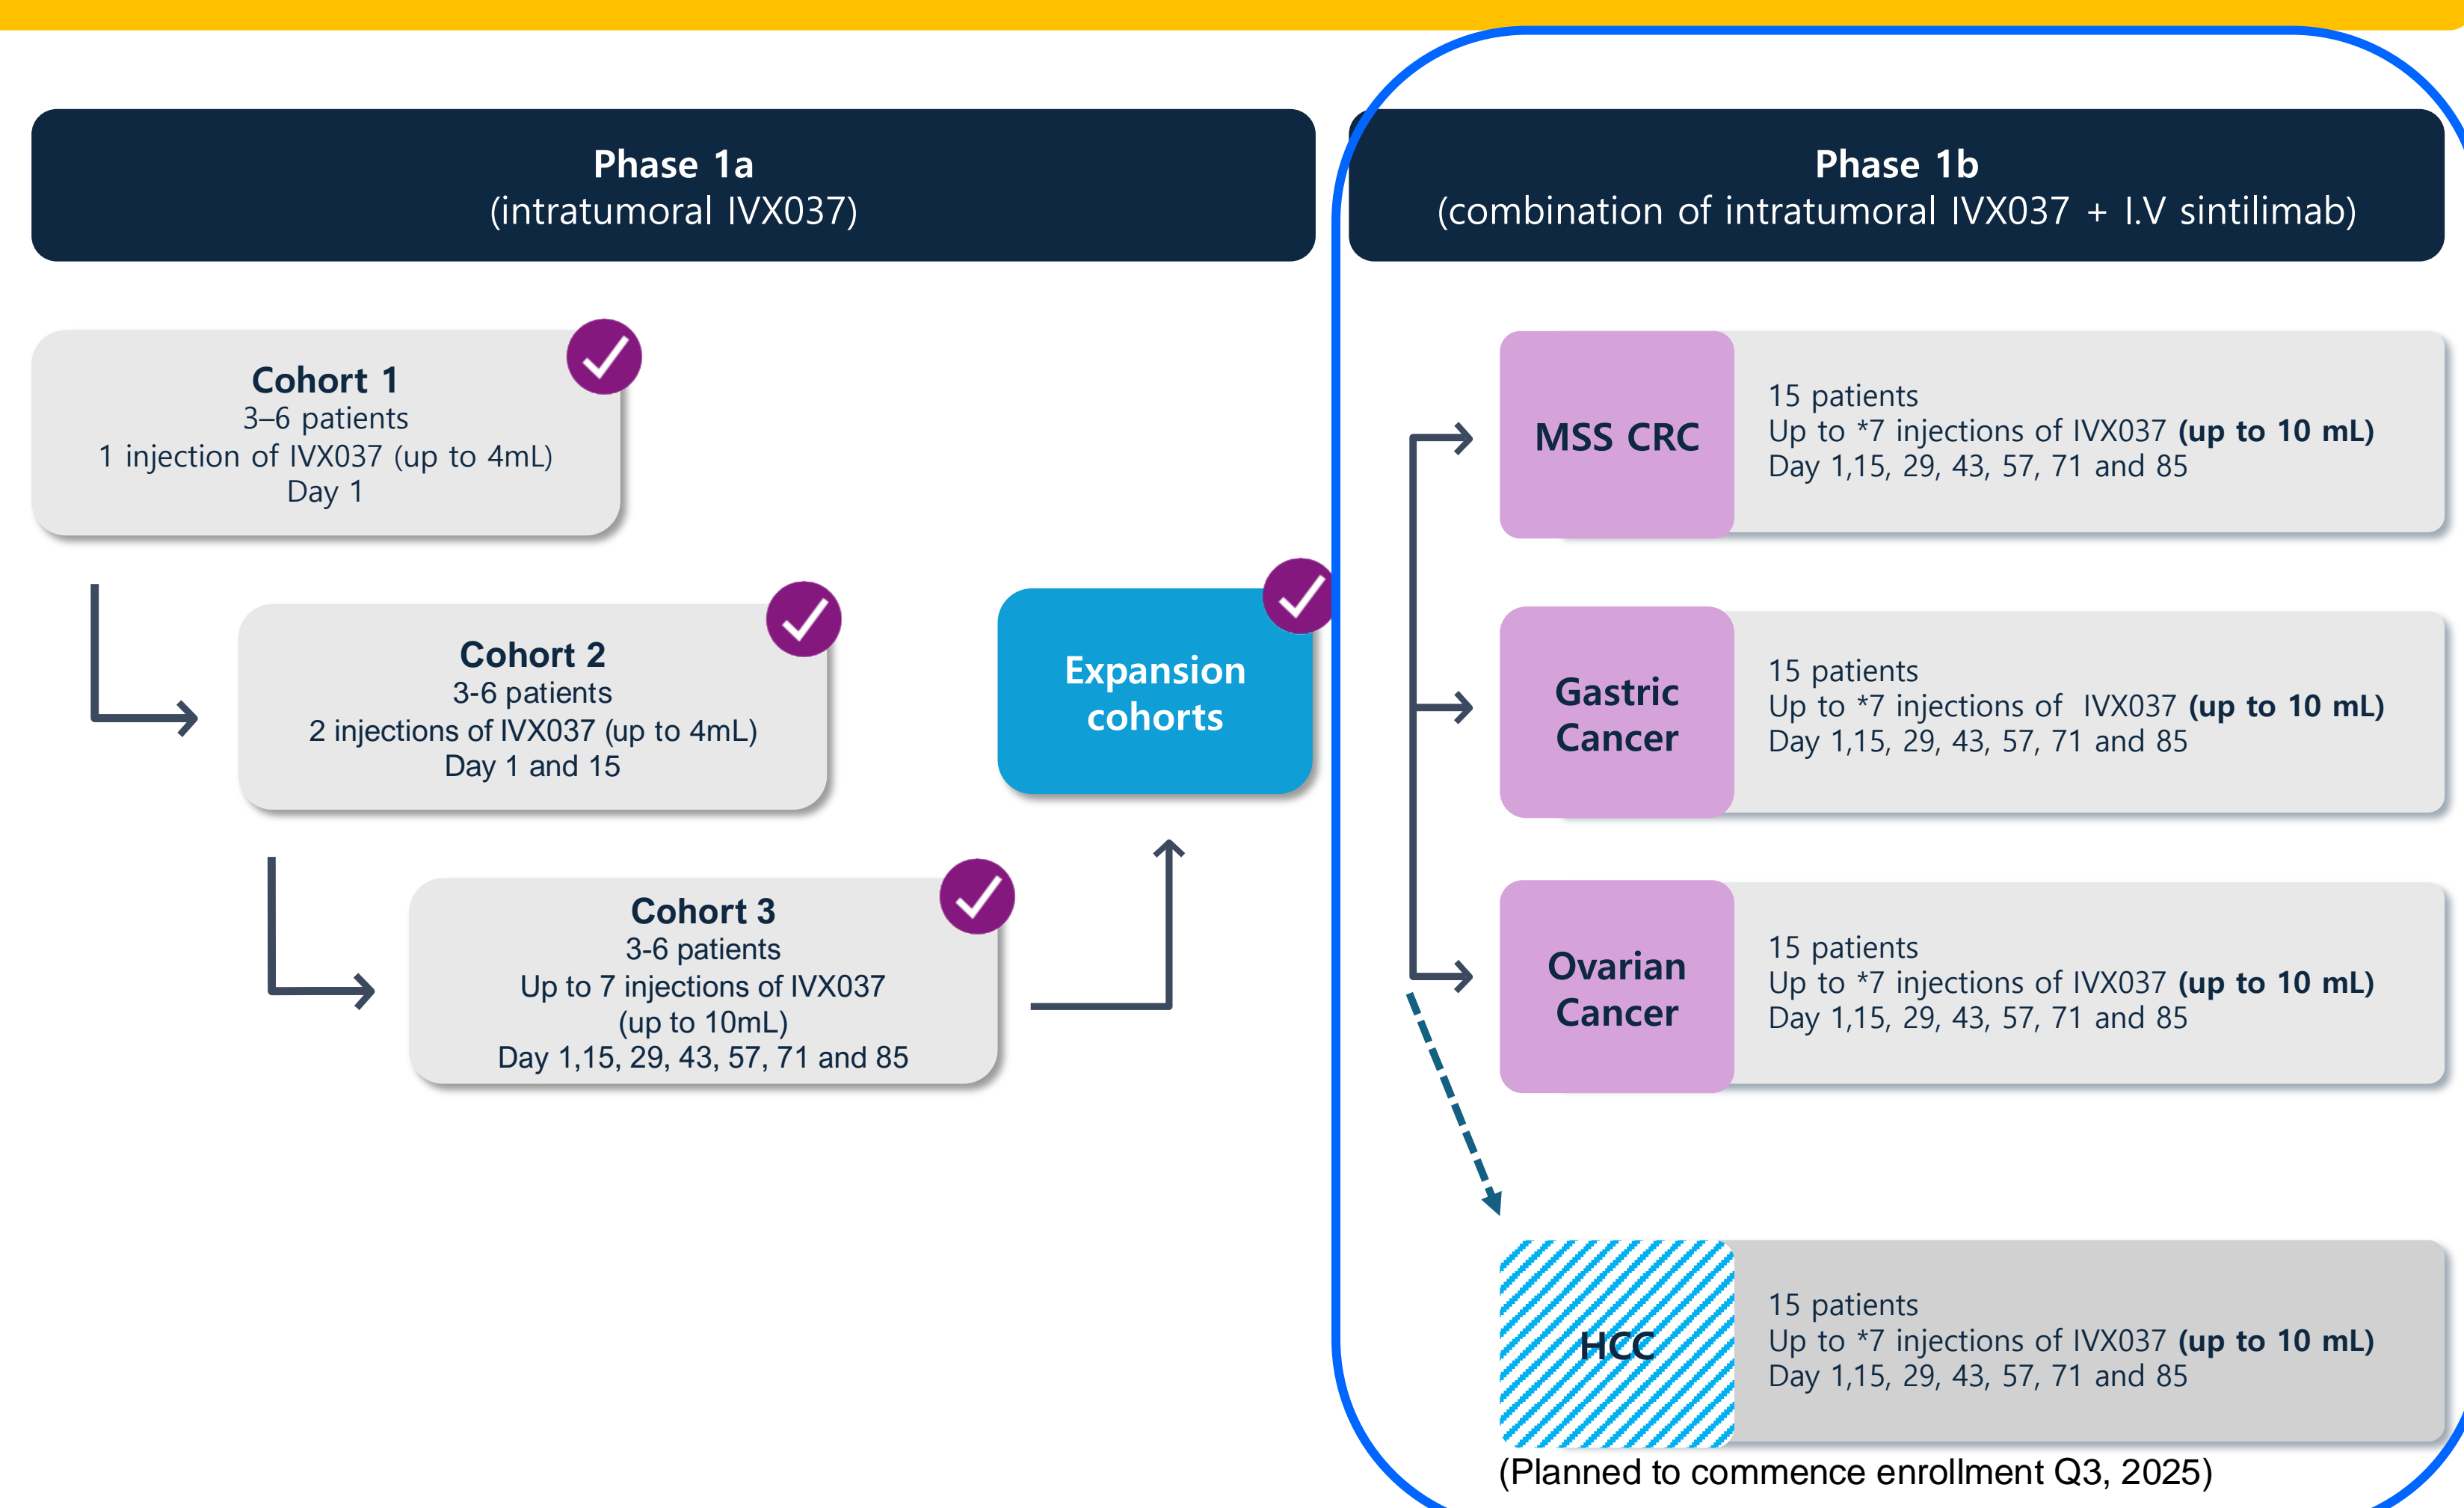 Phase 1a
(intratumoral IVX037)
Cohort 1
3–6 patients
1 injection of IVX037 (up to 4mL)
Day 1
Cohort 2
3-6 patients
2 injections of IVX037 (up to 4mL)
Day 1 and 15
Cohort 3
3-6 patients
Up to 7 injections of IVX037
(up to 10mL)
Day 1,15, 29, 43, 57, 71 and 85
Expansion
cohorts
Phase 1b
(combination of intratumoral IVX037 + I.V sintilimab)
MSS CRC
15 patients
Up to *7 injections of IVX037 (up to 10 mL)
Day 1,15, 29, 43, 57, 71 and 85
Gastric
Cancer
15 patients
Up to *7 injections of  IVX037 (up to 10 mL)
Day 1,15, 29, 43, 57, 71 and 85
Ovarian
Cancer
15 patients
Up to *7 injections of IVX037 (up to 10 mL)
Day 1,15, 29, 43, 57, 71 and 85
HCC
15 patients
Up to *7 injections of IVX037 (up to 10 mL)
Day 1,15, 29, 43, 57, 71 and 85
(Planned to commence enrollment Q3, 2025)